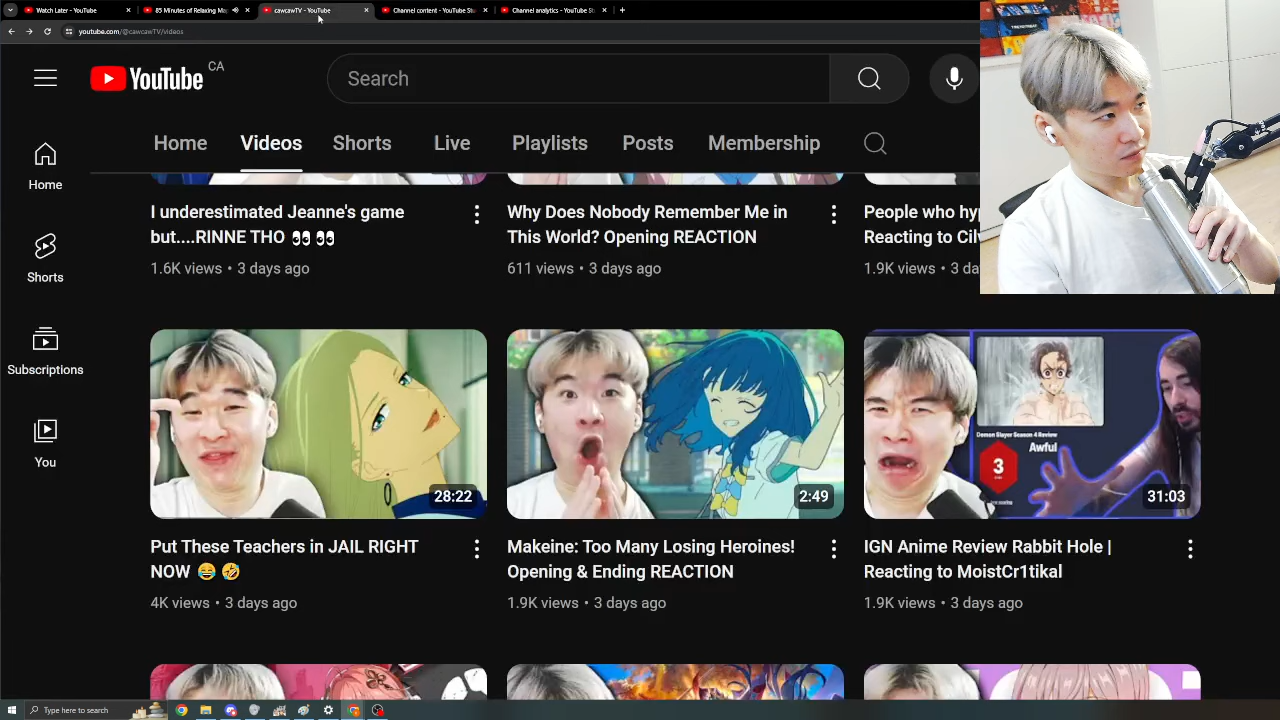 Watch Later - YouTube
85 Minutes of Relaxing Ma
cawcawTV - YouTube
Channel content - YouTube Stu
Channel analytics - YouTube St
youtube.com/@cawcawTV/videos
YouTube CA
Search
Home
Videos
Shorts
Live
Playlists
Posts
Membership
Home
Shorts
Subscriptions
You
I underestimated Jeanne's game
but....RINNE THO 👀 👀
1.6K views • 3 days ago
Why Does Nobody Remember Me in
This World? Opening REACTION
611 views • 3 days ago
People who hy
Reacting to Cilv
1.9K views • 3 da
28:22
Put These Teachers in JAIL RIGHT
NOW 😂 🤣
4K views • 3 days ago
2:49
Makeine: Too Many Losing Heroines!
Opening & Ending REACTION
1.9K views • 3 days ago
Demon Slayer Season 4 Review
3
Awful
31:03
IGN Anime Review Rabbit Hole |
Reacting to MoistCr1tikal
1.9K views • 3 days ago
Type here to search